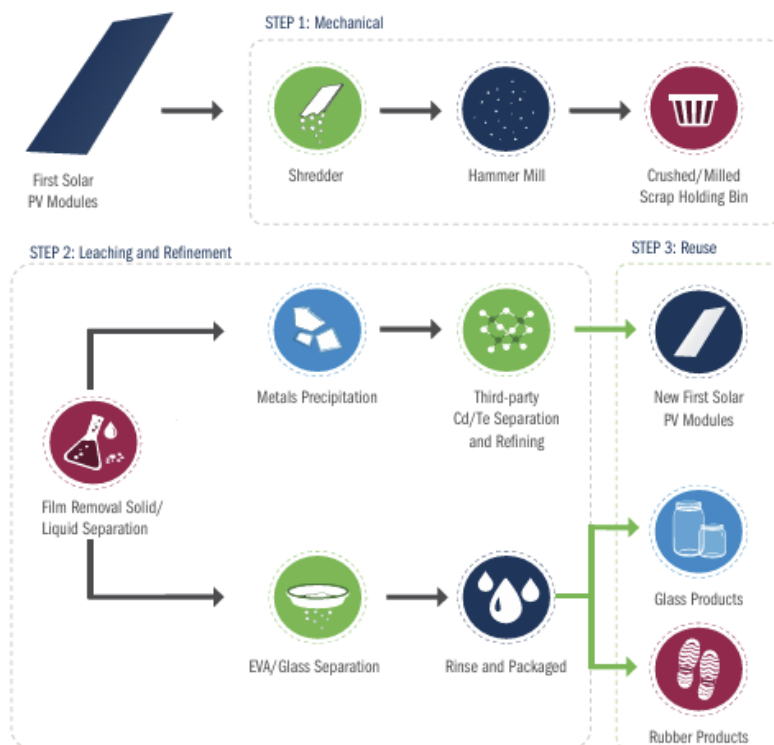 STEP 1: Mechanical
First Solar
PV Modules
Shredder
Hammer Mill
Crushed/Milled
Scrap Holding Bin
STEP 2: Leaching and Refinement
STEP 3: Reuse
Metals Precipitation
Third-party
Cd/Te Separation
and Refining
New First Solar
PV Modules
Film Removal Solid/
Liquid Separation
EVA/Glass Separation
Rinse and Packaged
Glass Products
Rubber Products